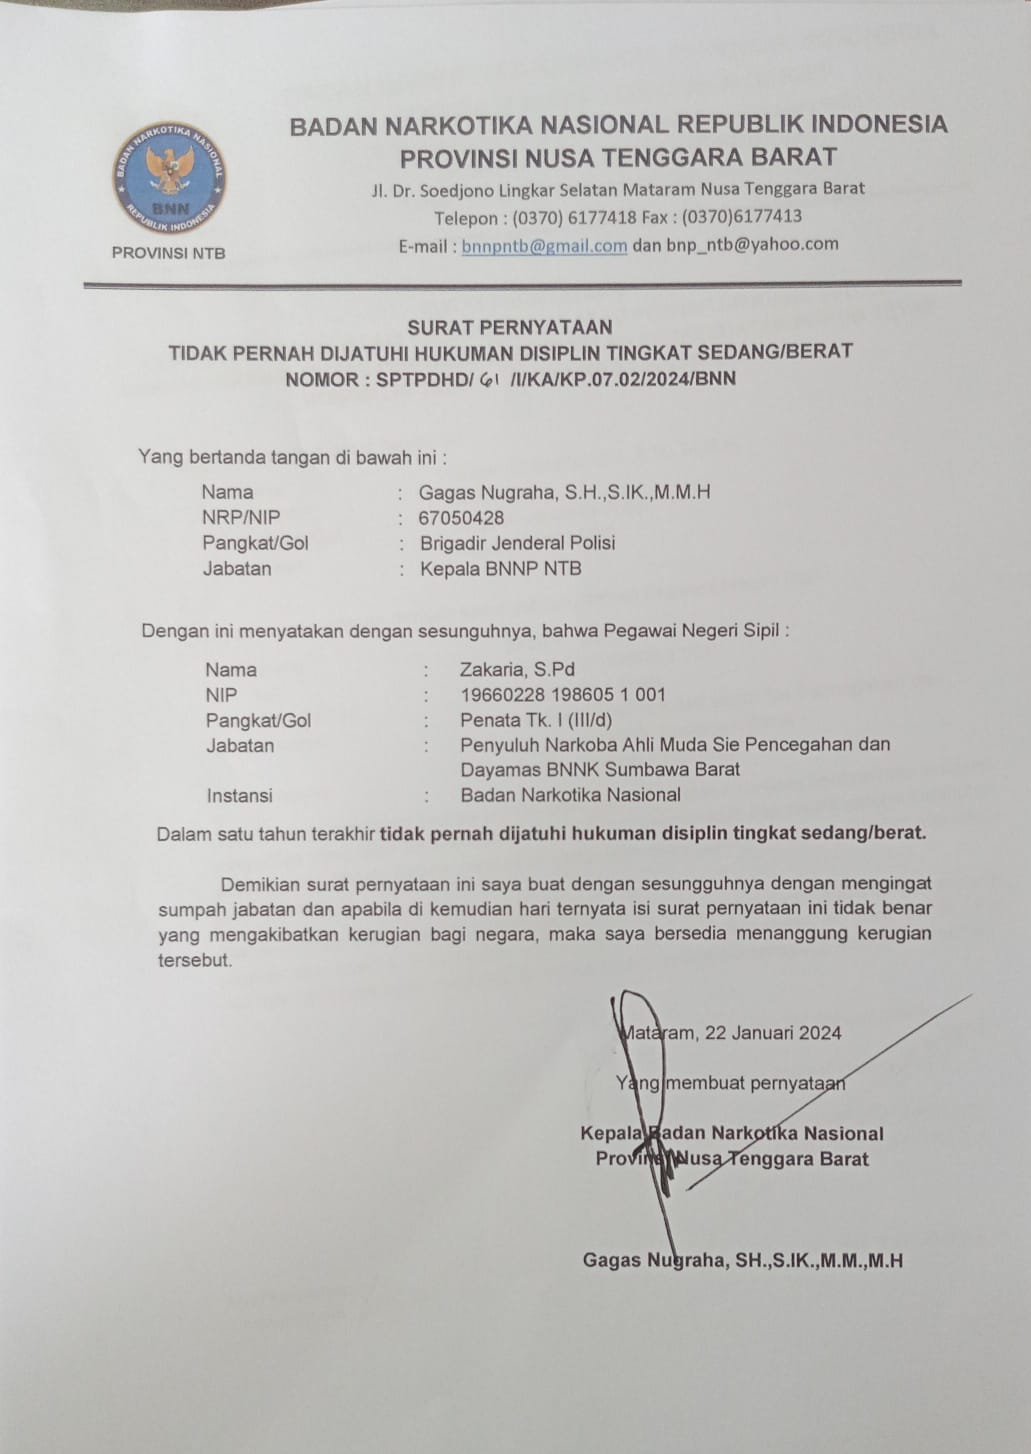 BADAN NARKOTIKA NASIONAL
BNN
REPUBLIK INDONESIA
PROVINSI NTB
BADAN NARKOTIKA NASIONAL REPUBLIK INDONESIA
PROVINSI NUSA TENGGARA BARAT
Jl. Dr. Soedjono Lingkar Selatan Mataram Nusa Tenggara Barat
Telepon : (0370) 6177418 Fax : (0370)6177413
E-mail : bnnpntb@gmail.com dan bnp_ntb@yahoo.com
SURAT PERNYATAAN
TIDAK PERNAH DIJATUHI HUKUMAN DISIPLIN TINGKAT SEDANG/BERAT
NOMOR : SPTPDHD/ 61 /I/KA/KP.07.02/2024/BNN
Yang bertanda tangan di bawah ini :
Nama : Gagas Nugraha, S.H.,S.IK.,M.M.H
NRP/NIP : 67050428
Pangkat/Gol : Brigadir Jenderal Polisi
Jabatan : Kepala BNNP NTB
Dengan ini menyatakan dengan sesunguhnya, bahwa Pegawai Negeri Sipil :
Nama : Zakaria, S.Pd
NIP : 19660228 198605 1 001
Pangkat/Gol : Penata Tk. I (III/d)
Jabatan : Penyuluh Narkoba Ahli Muda Sie Pencegahan dan
Dayamas BNNK Sumbawa Barat
Instansi : Badan Narkotika Nasional
Dalam satu tahun terakhir tidak pernah dijatuhi hukuman disiplin tingkat sedang/berat.
Demikian surat pernyataan ini saya buat dengan sesungguhnya dengan mengingat
sumpah jabatan dan apabila di kemudian hari ternyata isi surat pernyataan ini tidak benar
yang mengakibatkan kerugian bagi negara, maka saya bersedia menanggung kerugian
tersebut.
Mataram, 22 Januari 2024
Yang membuat pernyataan
Kepala Badan Narkotika Nasional
Provinsi Nusa Tenggara Barat
Gagas Nugraha, SH.,S.IK.,M.M.,M.H